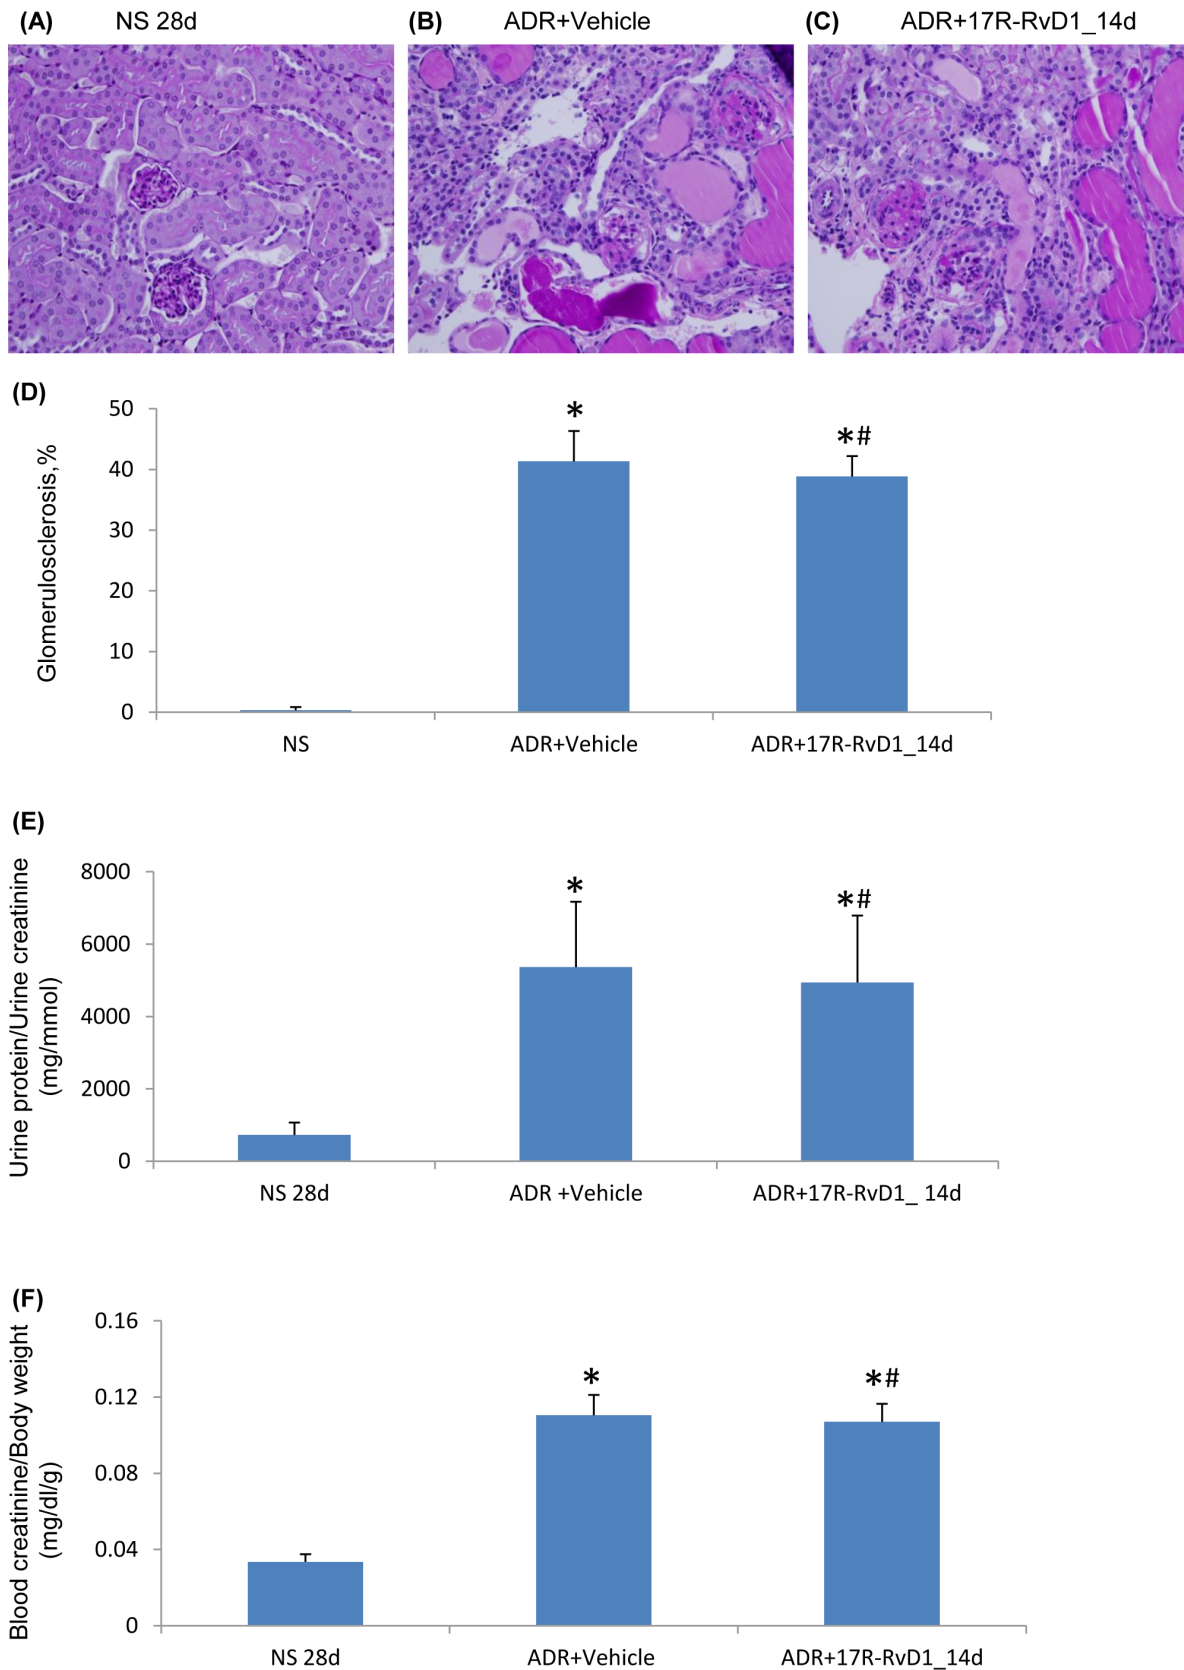 (A) NS 28d (B) ADR+Vehicle (C) ADR+17R-RvD1_14d
(D)
Glomerulosclerosis,%
50
40
30
20
10
0
* *#
NS ADR+Vehicle ADR+17R-RvD1_14d
(E)
Urine protein/Urine creatinine
(mg/mmol)
8000
6000
4000
2000
0
* *#
NS 28d ADR +Vehicle ADR+17R-RvD1_ 14d
(F)
Blood creatinine/Body weight
(mg/dl/g)
0.16
0.12
0.08
0.04
0
* *#
NS 28d ADR+Vehicle ADR+17R-RvD1_14d